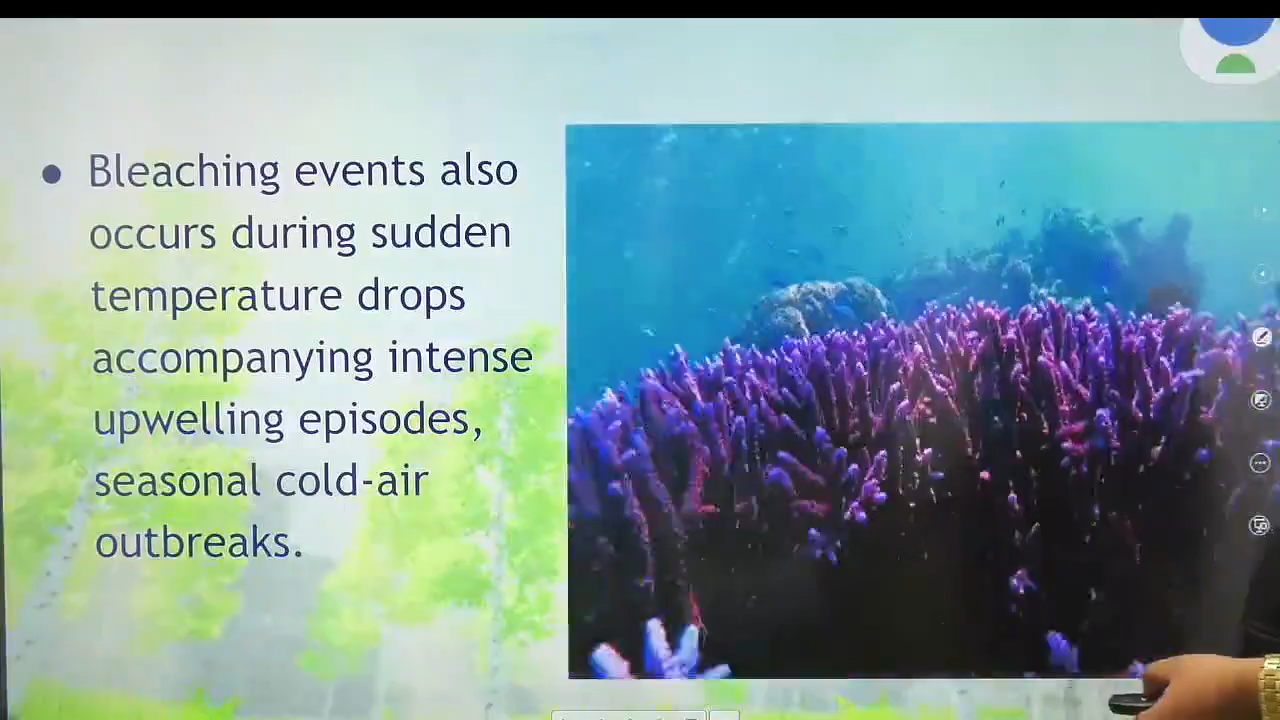 Bleaching events also
occurs during sudden
temperature drops
accompanying intense
upwelling episodes,
seasonal cold-air
outbreaks.